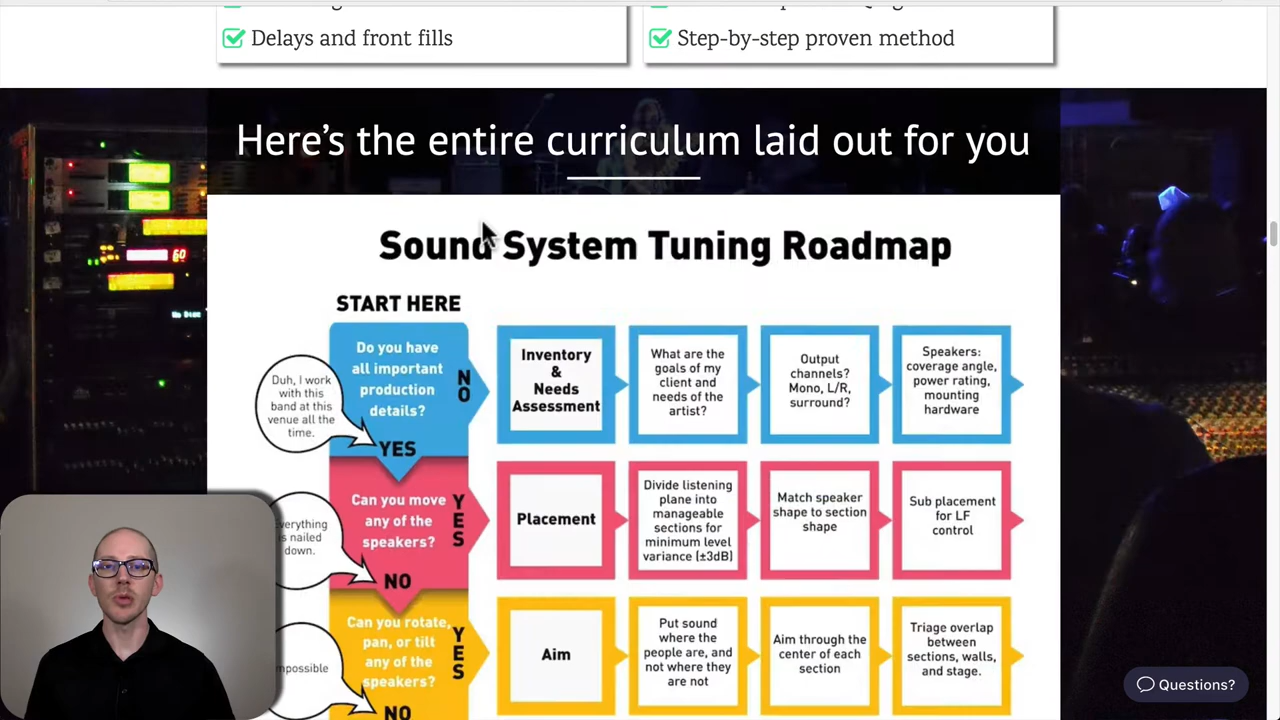 Delays and front fills
Step-by-step proven method
Here's the entire curriculum laid out for you
Sound System Tuning Roadmap
START HERE
Do you have
all important
production
details?
NO
YES
Duh, I work
with this
band at this
venue all the
time.
Inventory
&
Needs
Assessment
What are the
goals of my
client and
needs of the
artist?
Output
channels?
Mono, L/R,
surround?
Speakers:
coverage angle,
power rating,
mounting
hardware
Can you move
any of the
speakers?
YES
NO
Everything
is nailed
down.
Placement
Divide listening
plane into
manageable
sections for
minimum level
variance (±3dB)
Match speaker
shape to section
shape
Sub placement
for LF
control
Can you rotate,
pan, or tilt
any of the
speakers?
YES
NO
mpossible
Aim
Put sound
where the
people are, and
not where they
are not
Aim through the
center of each
section
Triage overlap
between
sections, walls,
and stage.
Questions?
60